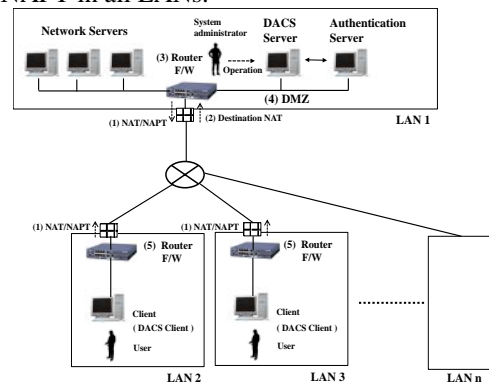 NAPT in all LANs.
Network Servers
System
administrator
DACS
Server
Authentication
Server
(3) Router
F/W
Operation
(4) DMZ
(1) NAT/NAPT
(2) Destination NAT
LAN 1
(1) NAT/NAPT
(1) NAT/NAPT
(5) Router
F/W
(5) Router
F/W
Client
( DACS Client )
User
Client
( DACS Client )
User
LAN 2
LAN 3
LAN n